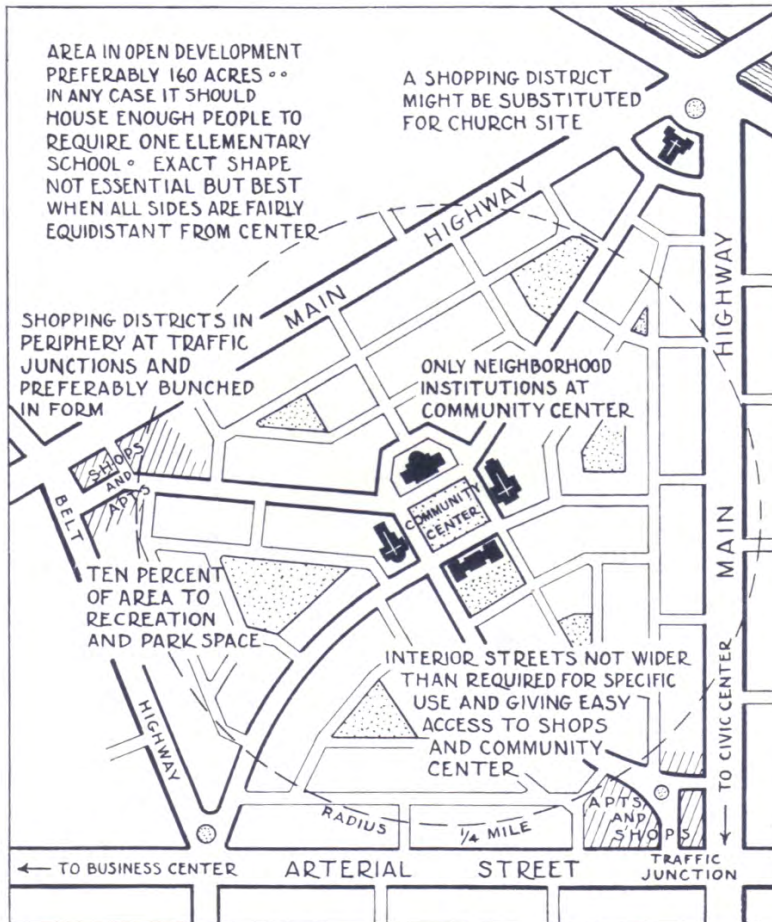 AREA IN OPEN DEVELOPMENT
PREFERABLY 160 ACRES °°
IN ANY CASE IT SHOULD
HOUSE ENOUGH PEOPLE TO
REQUIRE ONE ELEMENTARY
SCHOOL ° EXACT SHAPE
NOT ESSENTIAL BUT BEST
WHEN ALL SIDES ARE FAIRLY
EQUIDISTANT FROM CENTER
A SHOPPING DISTRICT
MIGHT BE SUBSTITUTED
FOR CHURCH SITE
MAIN HIGHWAY
SHOPPING DISTRICTS IN
PERIPHERY AT TRAFFIC
JUNCTIONS AND
PREFERABLY BUNCHED
IN FORM
ONLY NEIGHBORHOOD
INSTITUTIONS AT
COMMUNITY CENTER
HIGHWAY
MAIN
SHOPS
AND
APTS
BELT
HIGHWAY
COMMUNITY
CENTER
TEN PERCENT
OF AREA TO
RECREATION
AND PARK SPACE
INTERIOR STREETS NOT WIDER
THAN REQUIRED FOR SPECIFIC
USE AND GIVING EASY
ACCESS TO SHOPS
AND COMMUNITY
CENTER
TO CIVIC CENTER
RADIUS 1/4 MILE
APTS
AND
SHOPS
← TO BUSINESS CENTER
ARTERIAL STREET
TRAFFIC
JUNCTION